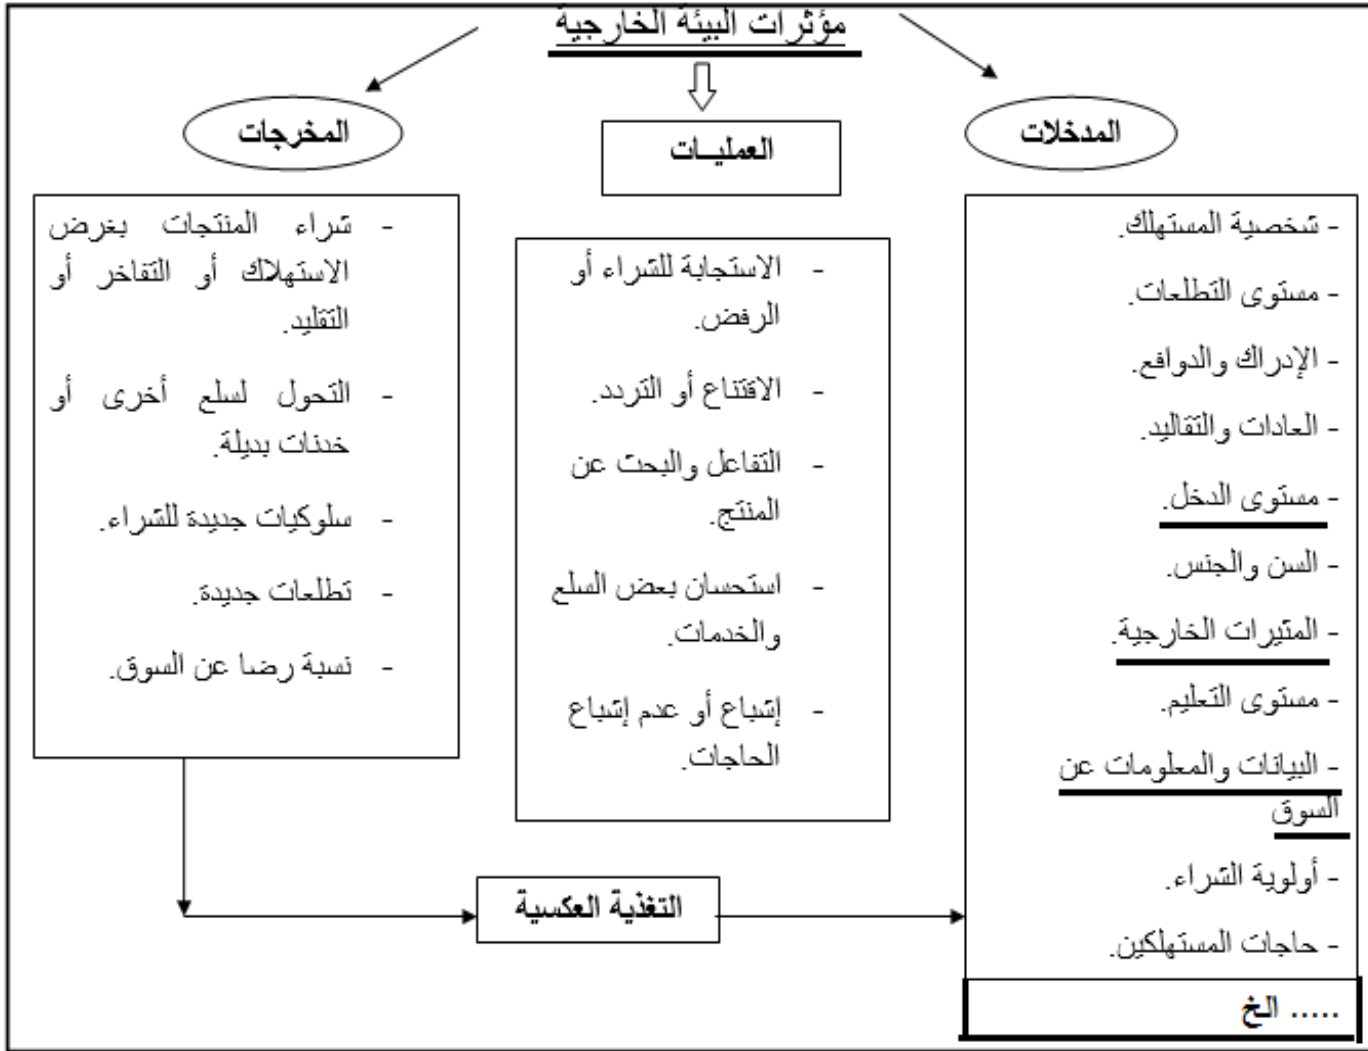 مؤثرات البيئة الخارجية
المدخلات
- شخصية المستهلك.
- مستوى التطلعات.
- الإدراك والدوافع.
- العادات والتقاليد.
- مستوى الدخل.
- السن والجنس.
- المثيرات الخارجية.
- مستوى التعليم.
- البيانات والمعلومات عن
السوق
- أولوية الشراء.
- حاجات المستهلكين.
..... الخ
العمليــات
- الاستجابة للشراء أو
الرفض.
- الاقتناع أو التردد.
- التفاعل والبحث عن
المنتج.
- استحسان بعض السلع
والخدمات.
- إشباع أو عدم إشباع
الحاجات.
المخرجات
- شراء المنتجات بغرض
الاستهلاك أو التفاخر أو
التقليد.
- التحول لسلع أخرى أو
خدنات بديلة.
- سلوكيات جديدة للشراء.
- تطلعات جديدة.
- نسبة رضا عن السوق.
التغذية العكسية